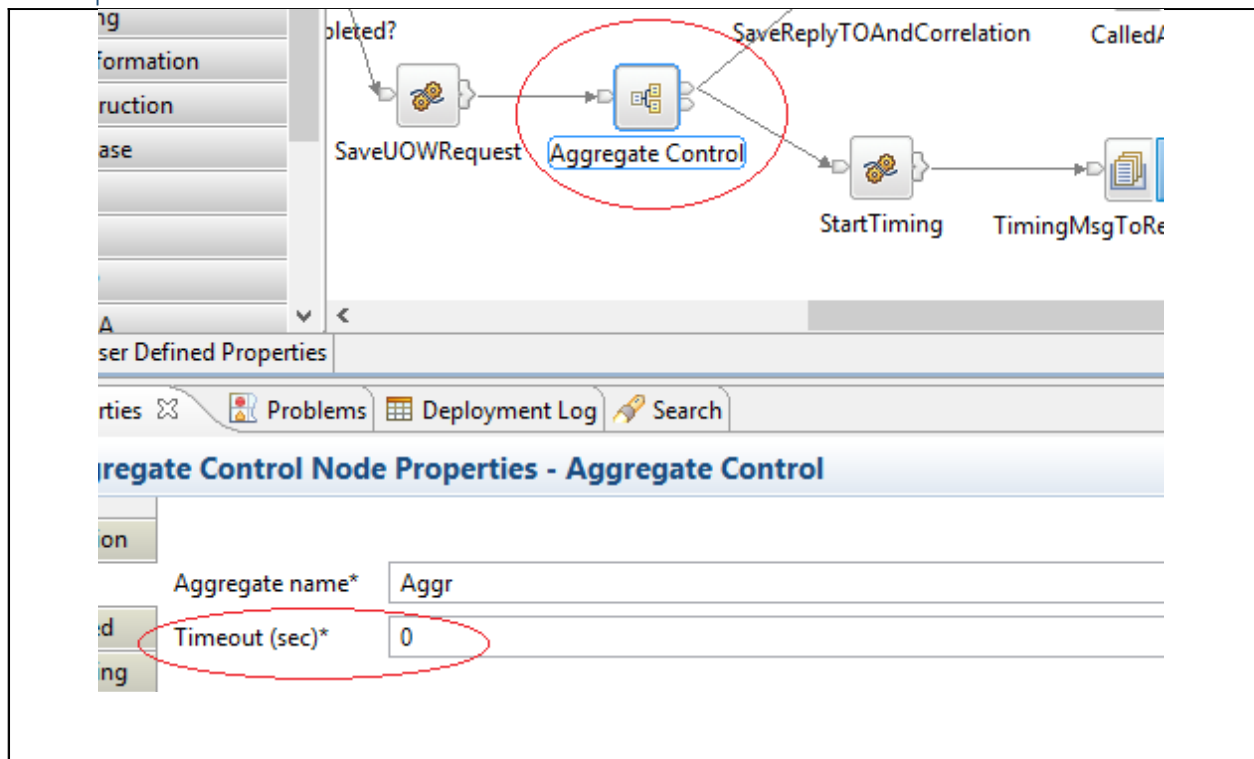 ng
pleted?
SaveReplyTOAndCorrelation
CalledA
formation
ruction
ase
SaveUOWRequest
Aggregate Control
StartTiming
TimingMsgToRe
A
ser Defined Properties
rties
Problems
Deployment Log
Search
gregate Control Node Properties - Aggregate Control
ion
Aggregate name*
Aggr
ed
Timeout (sec)*
0
ing